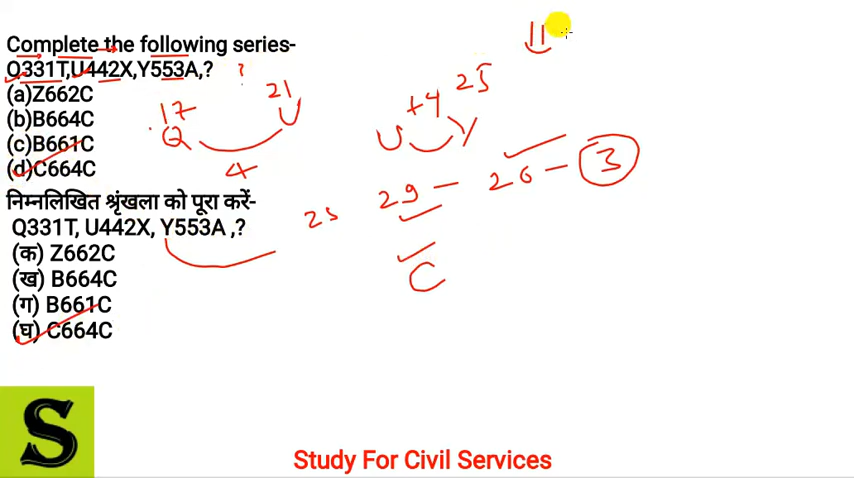 Complete the following series-
Q331T,U442X,Y553A,?
(a)Z662C
(b)B664C
(c)B661C
(d)C664C
निम्नलिखित श्रृंखला को पूरा करें-
Q331T, U442X, Y553A ,?
(क) Z662C
(ख) B664C
(ग) B661C
(घ) C664C
17 21
Q U
4
U +4 Y 25
25 29 - 26 - 3
C
S
Study For Civil Services